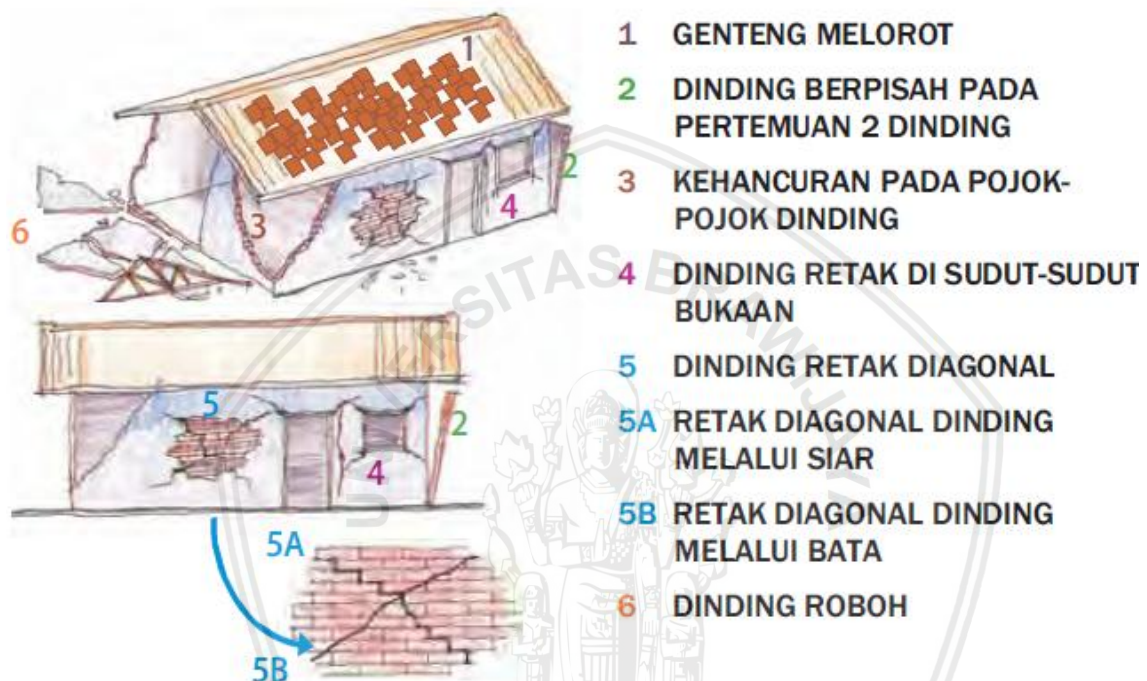 1 GENTENG MELOROT
2 DINDING BERPISAH PADA
PERTEMUAN 2 DINDING
3 KEHANCURAN PADA POJOK-
POJOK DINDING
4 DINDING RETAK DI SUDUT-SUDUT
BUKAAN
5 DINDING RETAK DIAGONAL
5A RETAK DIAGONAL DINDING
MELALUI SIAR
5B RETAK DIAGONAL DINDING
MELALUI BATA
6 DINDING ROBOH
1
2
3
4
6
5
2
4
5A
5B
ERSITAS BRAWIJAYA